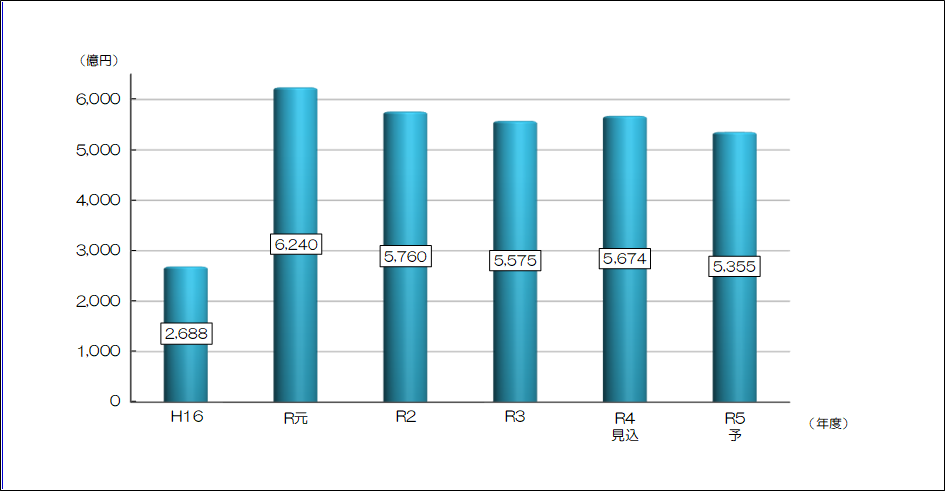 （億円）
6,000
5,000
4,000
3,000
2,000
1,000
0
2,688
6,240
5,760
5,575
5,674
5,355
H16
R元
R2
R3
R4
見込
R5
予
（年度）